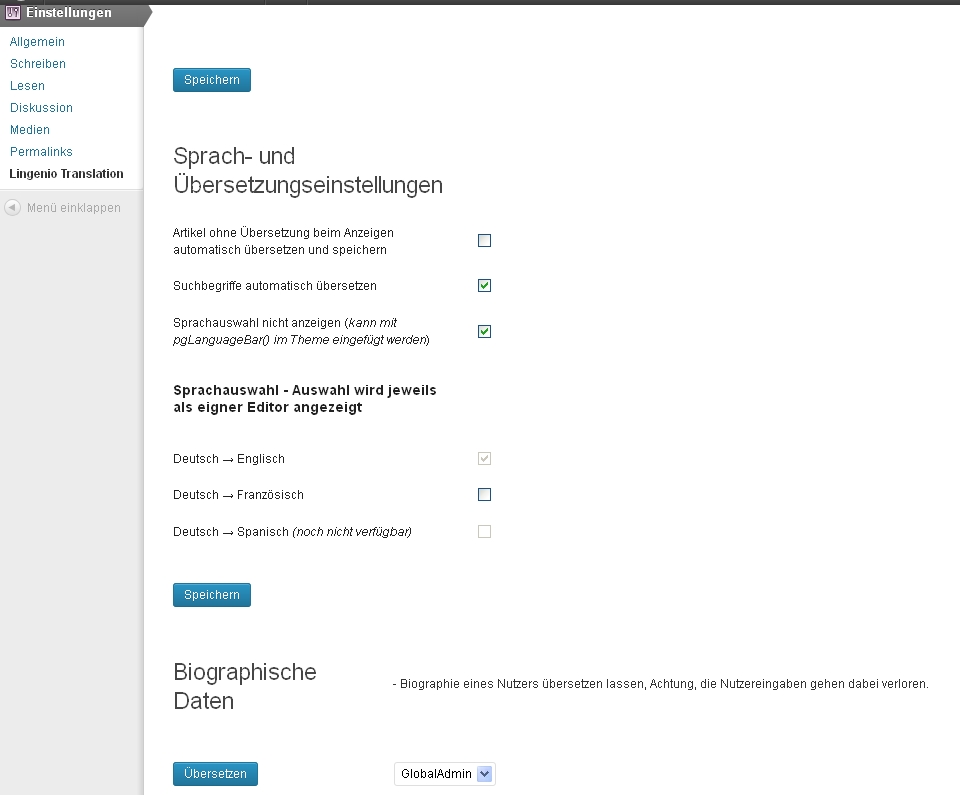 Einstellungen
Allgemein
Schreiben
Lesen
Diskussion
Medien
Permalinks
Lingenio Translation
Menü einklappen
Speichern
Sprach- und
Übersetzungseinstellungen
Artikel ohne Übersetzung beim Anzeigen
automatisch übersetzen und speichern
Suchbegriffe automatisch übersetzen
Sprachauswahl nicht anzeigen (kann mit
pgLanguageBar() im Theme eingefügt werden)
Sprachauswahl - Auswahl wird jeweils
als eigner Editor angezeigt
Deutsch → Englisch
Deutsch → Französisch
Deutsch → Spanisch (noch nicht verfügbar)
Speichern
Biographische
Daten
- Biographie eines Nutzers übersetzen lassen, Achtung, die Nutzereingaben gehen dabei verloren.
Übersetzen
GlobalAdmin